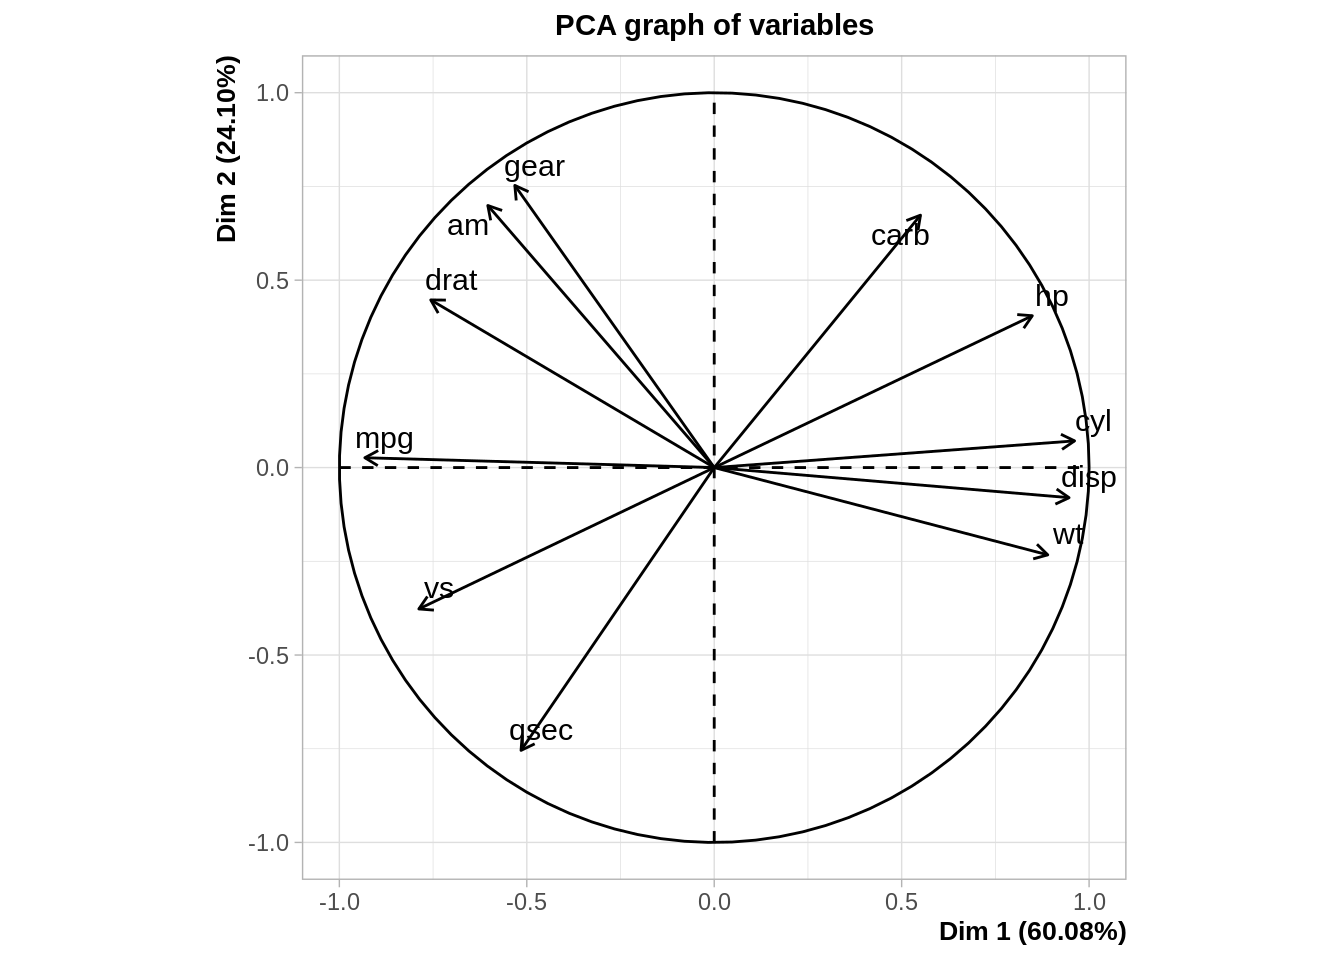 PCA graph of variables
Dim 2 (24.10%)
1.0
0.5
0.0
-0.5
-1.0
gear
am
carb
drat
hp
cyl
mpg
disp
wt
vs
qsec
-1.0
-0.5
0.0
0.5
1.0
Dim 1 (60.08%)